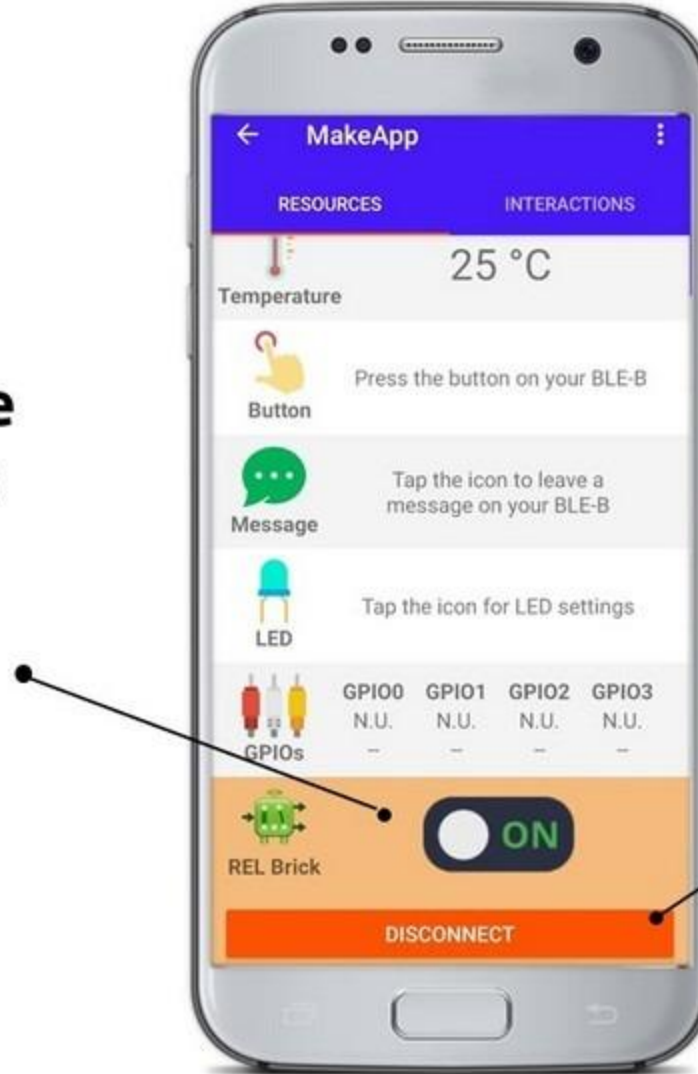 MakeApp
RESOURCES INTERACTIONS
25 °C
Temperature
Press the button on your BLE-B
Button
Tap the icon to leave a
message on your BLE-B
Message
Tap the icon for LED settings
LED
GPIO0 GPIO1 GPIO2 GPIO3
N.U. N.U. N.U. N.U.
-- -- -- --
GPIOs
ON
REL Brick
DISCONNECT